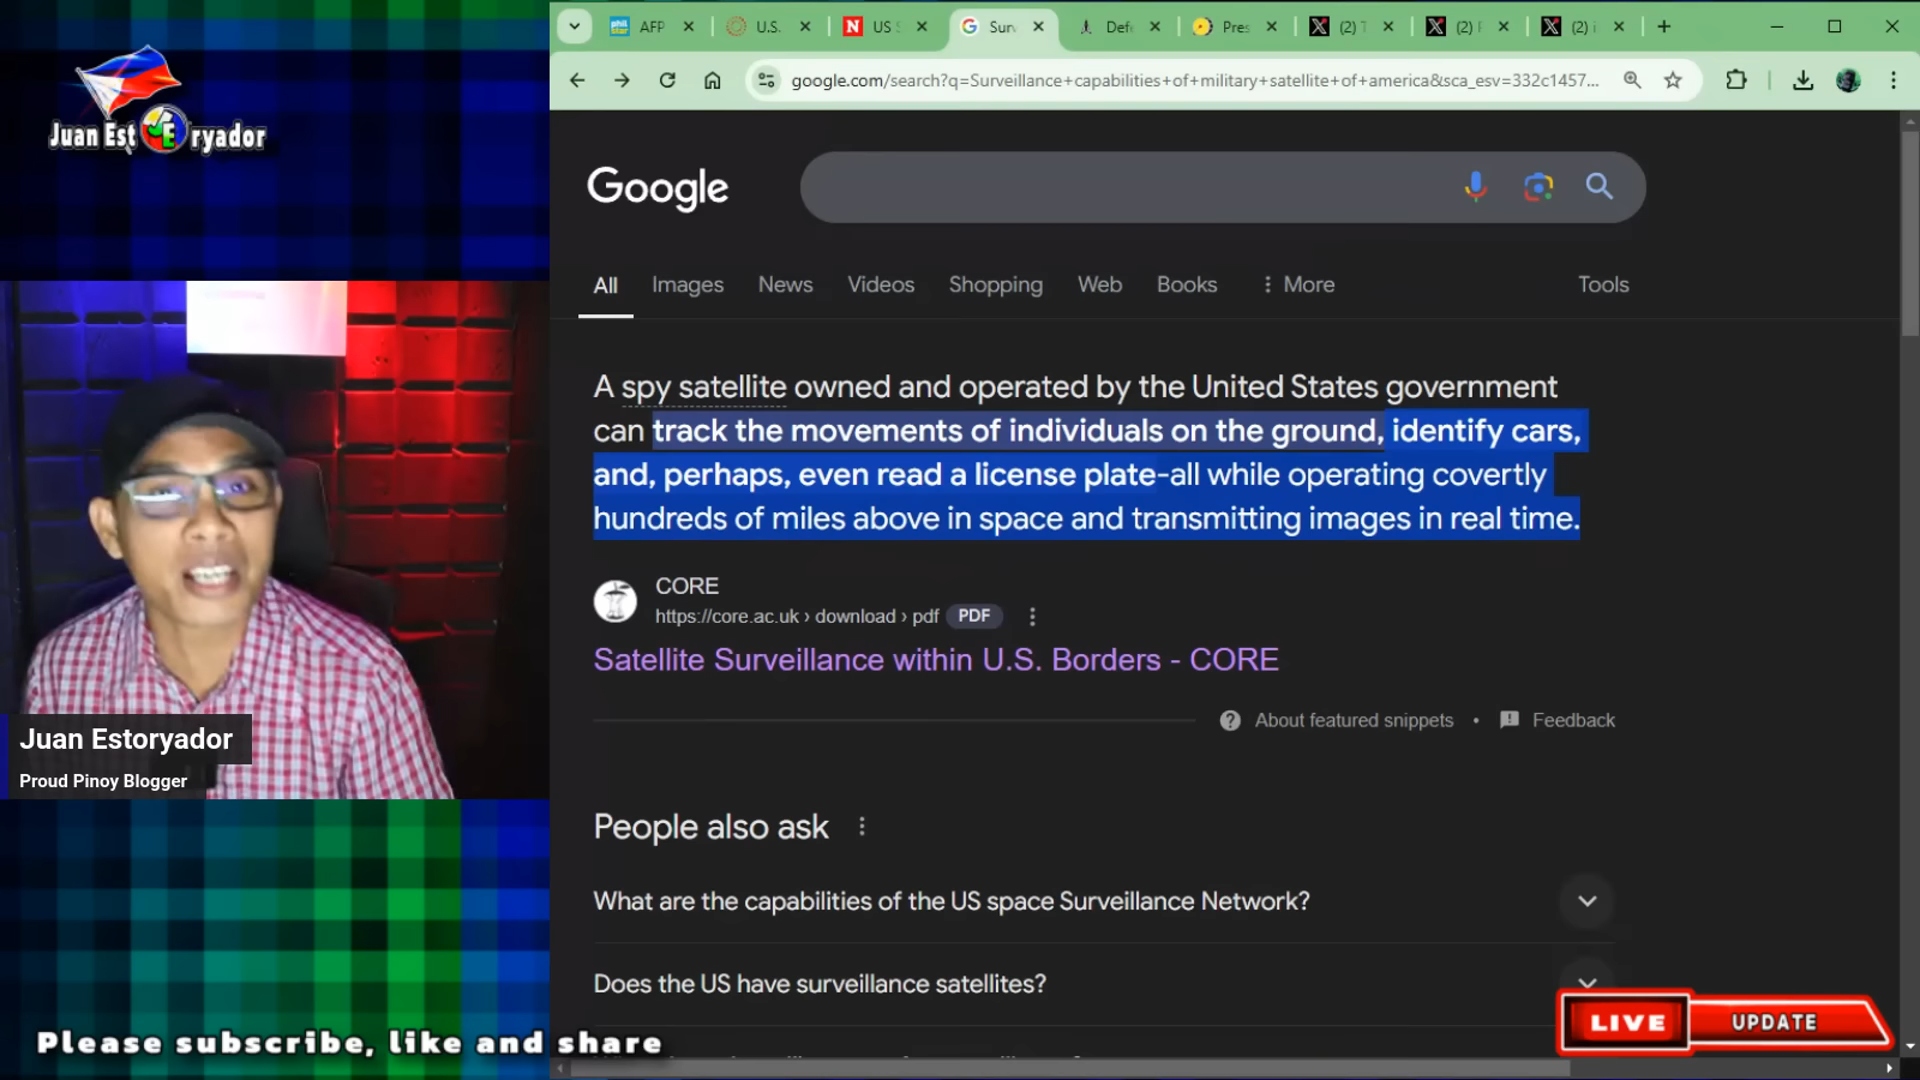 Juan Est E ryador
Juan Estoryador
Proud Pinoy Blogger
Please subscribe, like and share
phil star AFP
U.S.
N US
G Surv
Defe
Pres
X (2)
X (2)
X (2)
google.com/search?q=Surveillance+capabilities+of+military+satellite+of+america&sca_esv=332c1457...
Google
All Images News Videos Shopping Web Books More Tools
A spy satellite owned and operated by the United States government
can track the movements of individuals on the ground, identify cars,
and, perhaps, even read a license plate-all while operating covertly
hundreds of miles above in space and transmitting images in real time.
CORE
https://core.ac.uk › download › pdf PDF
Satellite Surveillance within U.S. Borders - CORE
About featured snippets • Feedback
People also ask
What are the capabilities of the US space Surveillance Network?
Does the US have surveillance satellites?
LIVE UPDATE